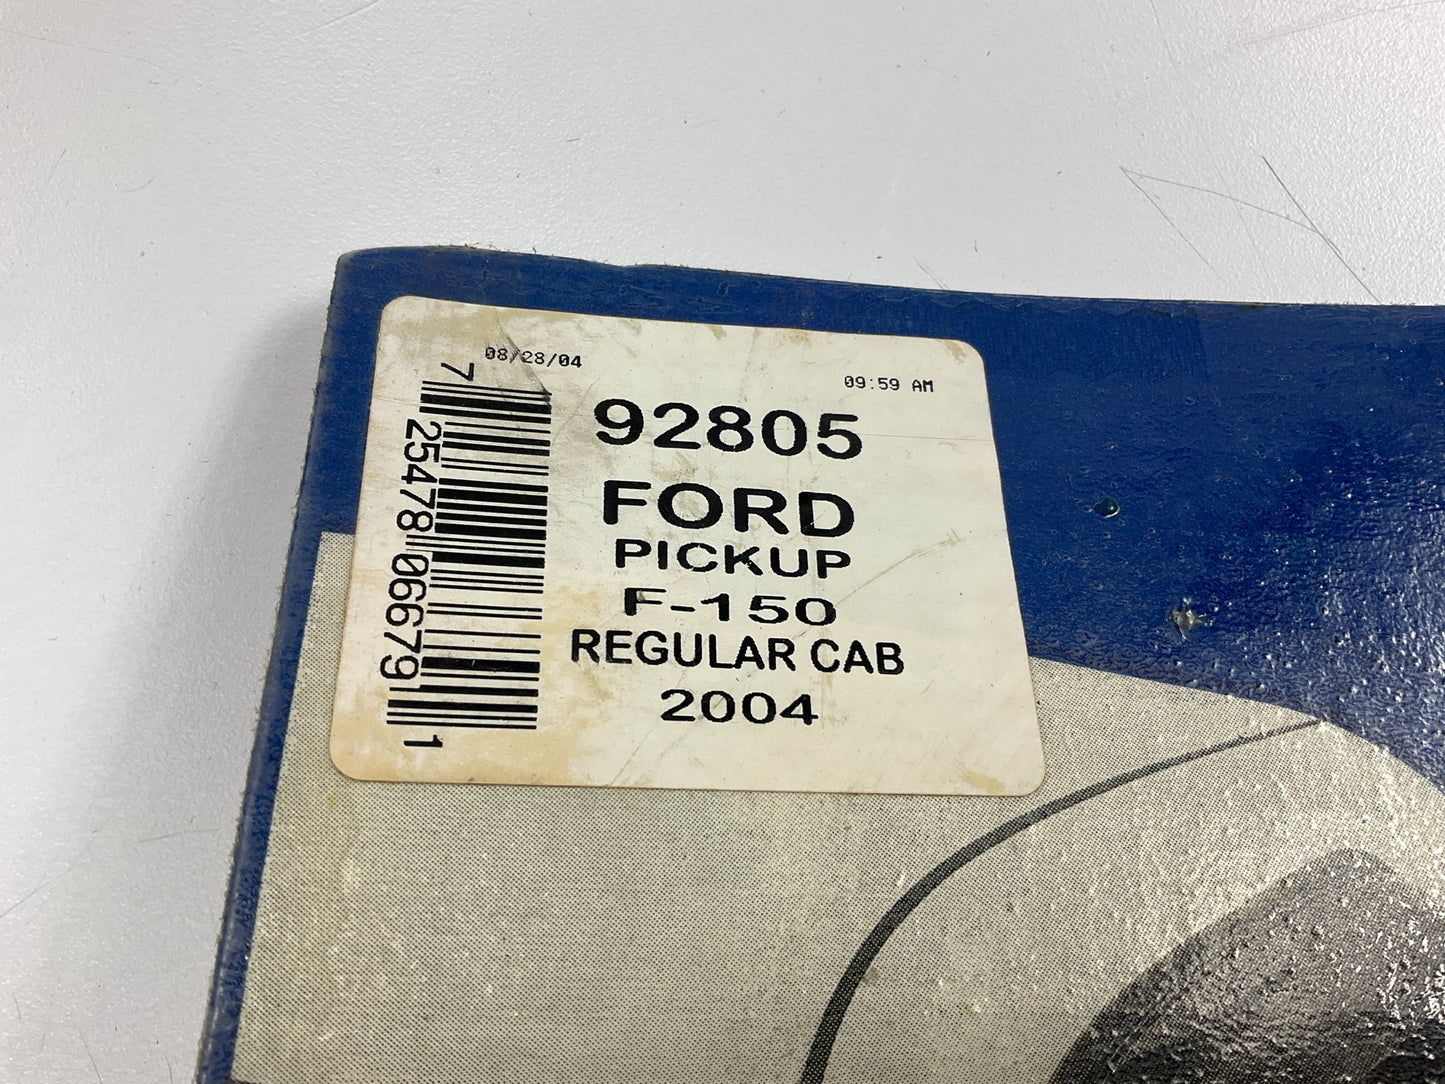 08/28/04
09:59 AM
92805
FORD
PICKUP
F-150
REGULAR CAB
2004
7 25478 06679 1